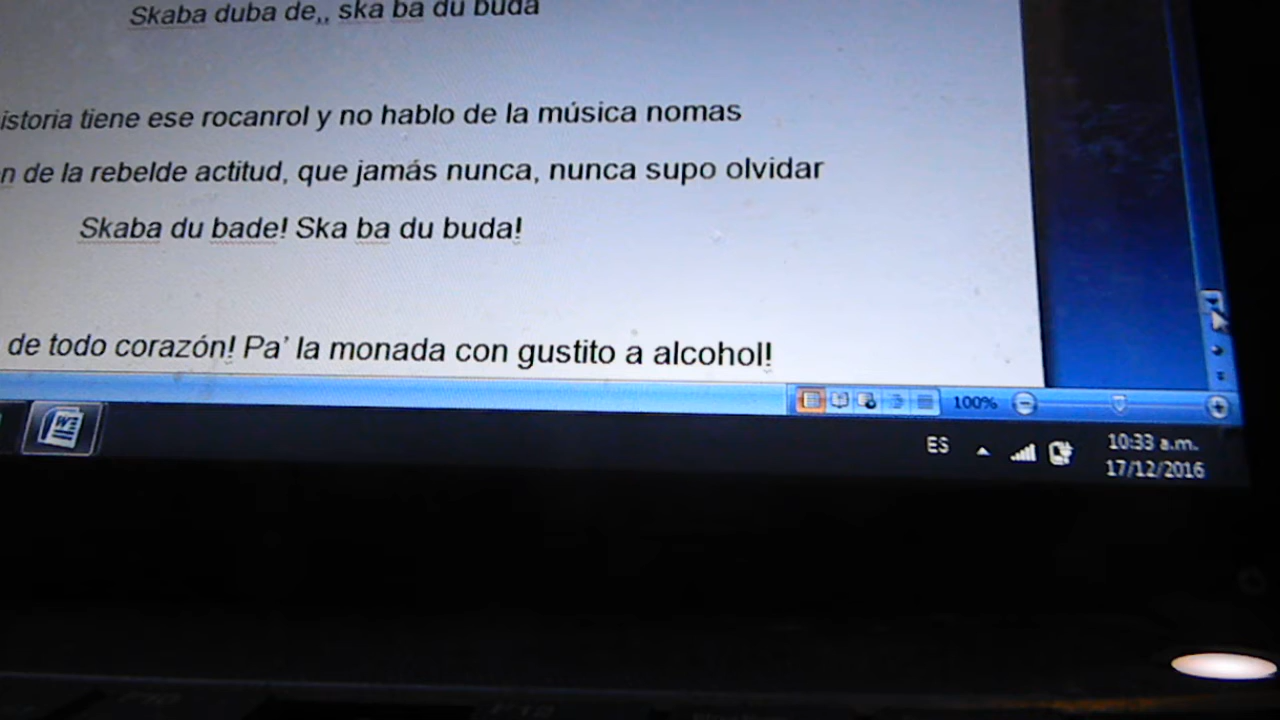 Skaba duba de,, ska ba du buda
istoria tiene ese rocanrol y no hablo de la música nomas
n de la rebelde actitud, que jamás nunca, nunca supo olvidar
Skaba du bade! Ska ba du buda!
de todo corazón! Pa’ la monada con gustito a alcohol!
100%
ES
10:33 a.m.
17/12/2016